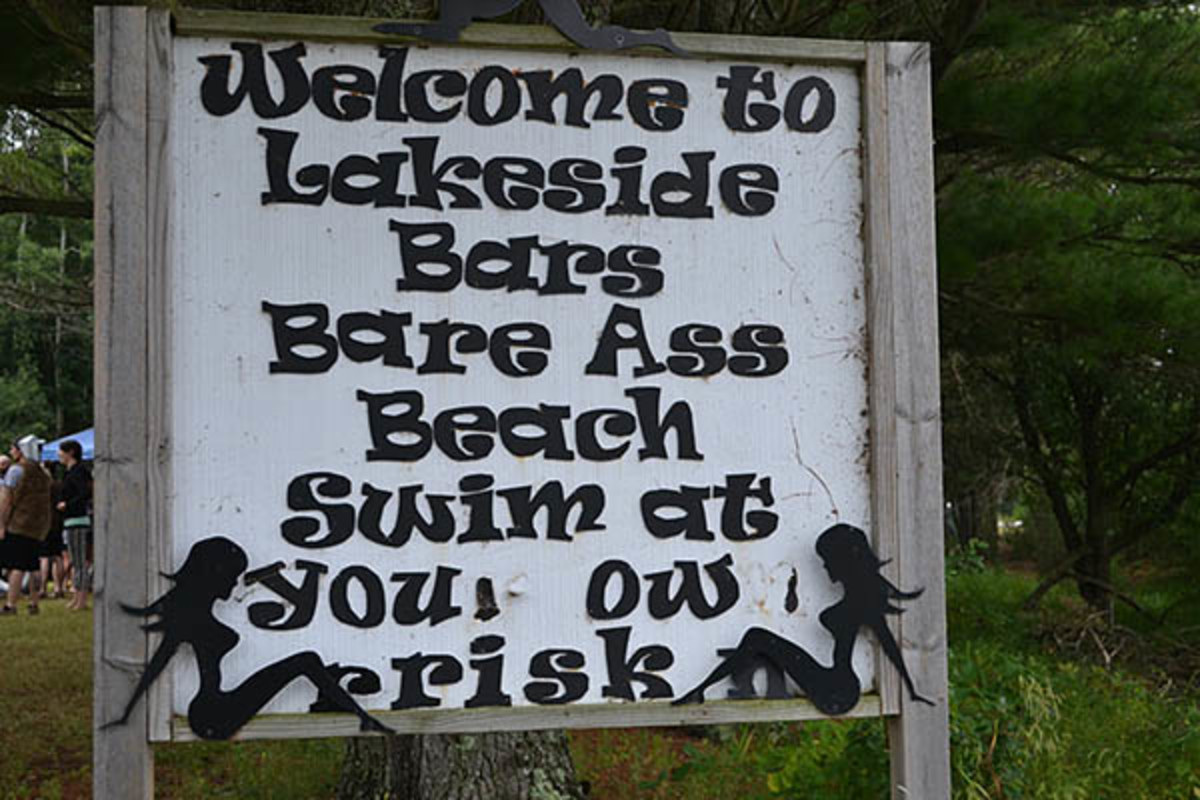 Welcome to
Lakeside
Bars
Bare Ass
Beach
Swim at
you ow
r risk n